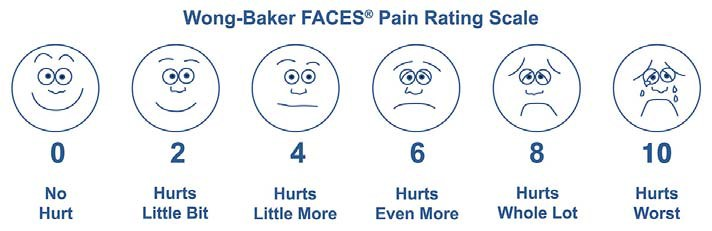 Wong-Baker FACES® Pain Rating Scale
0 2 4 6 8 10
No Hurts Hurts Hurts Hurts Hurts
Hurt Little Bit Little More Even More Whole Lot Worst